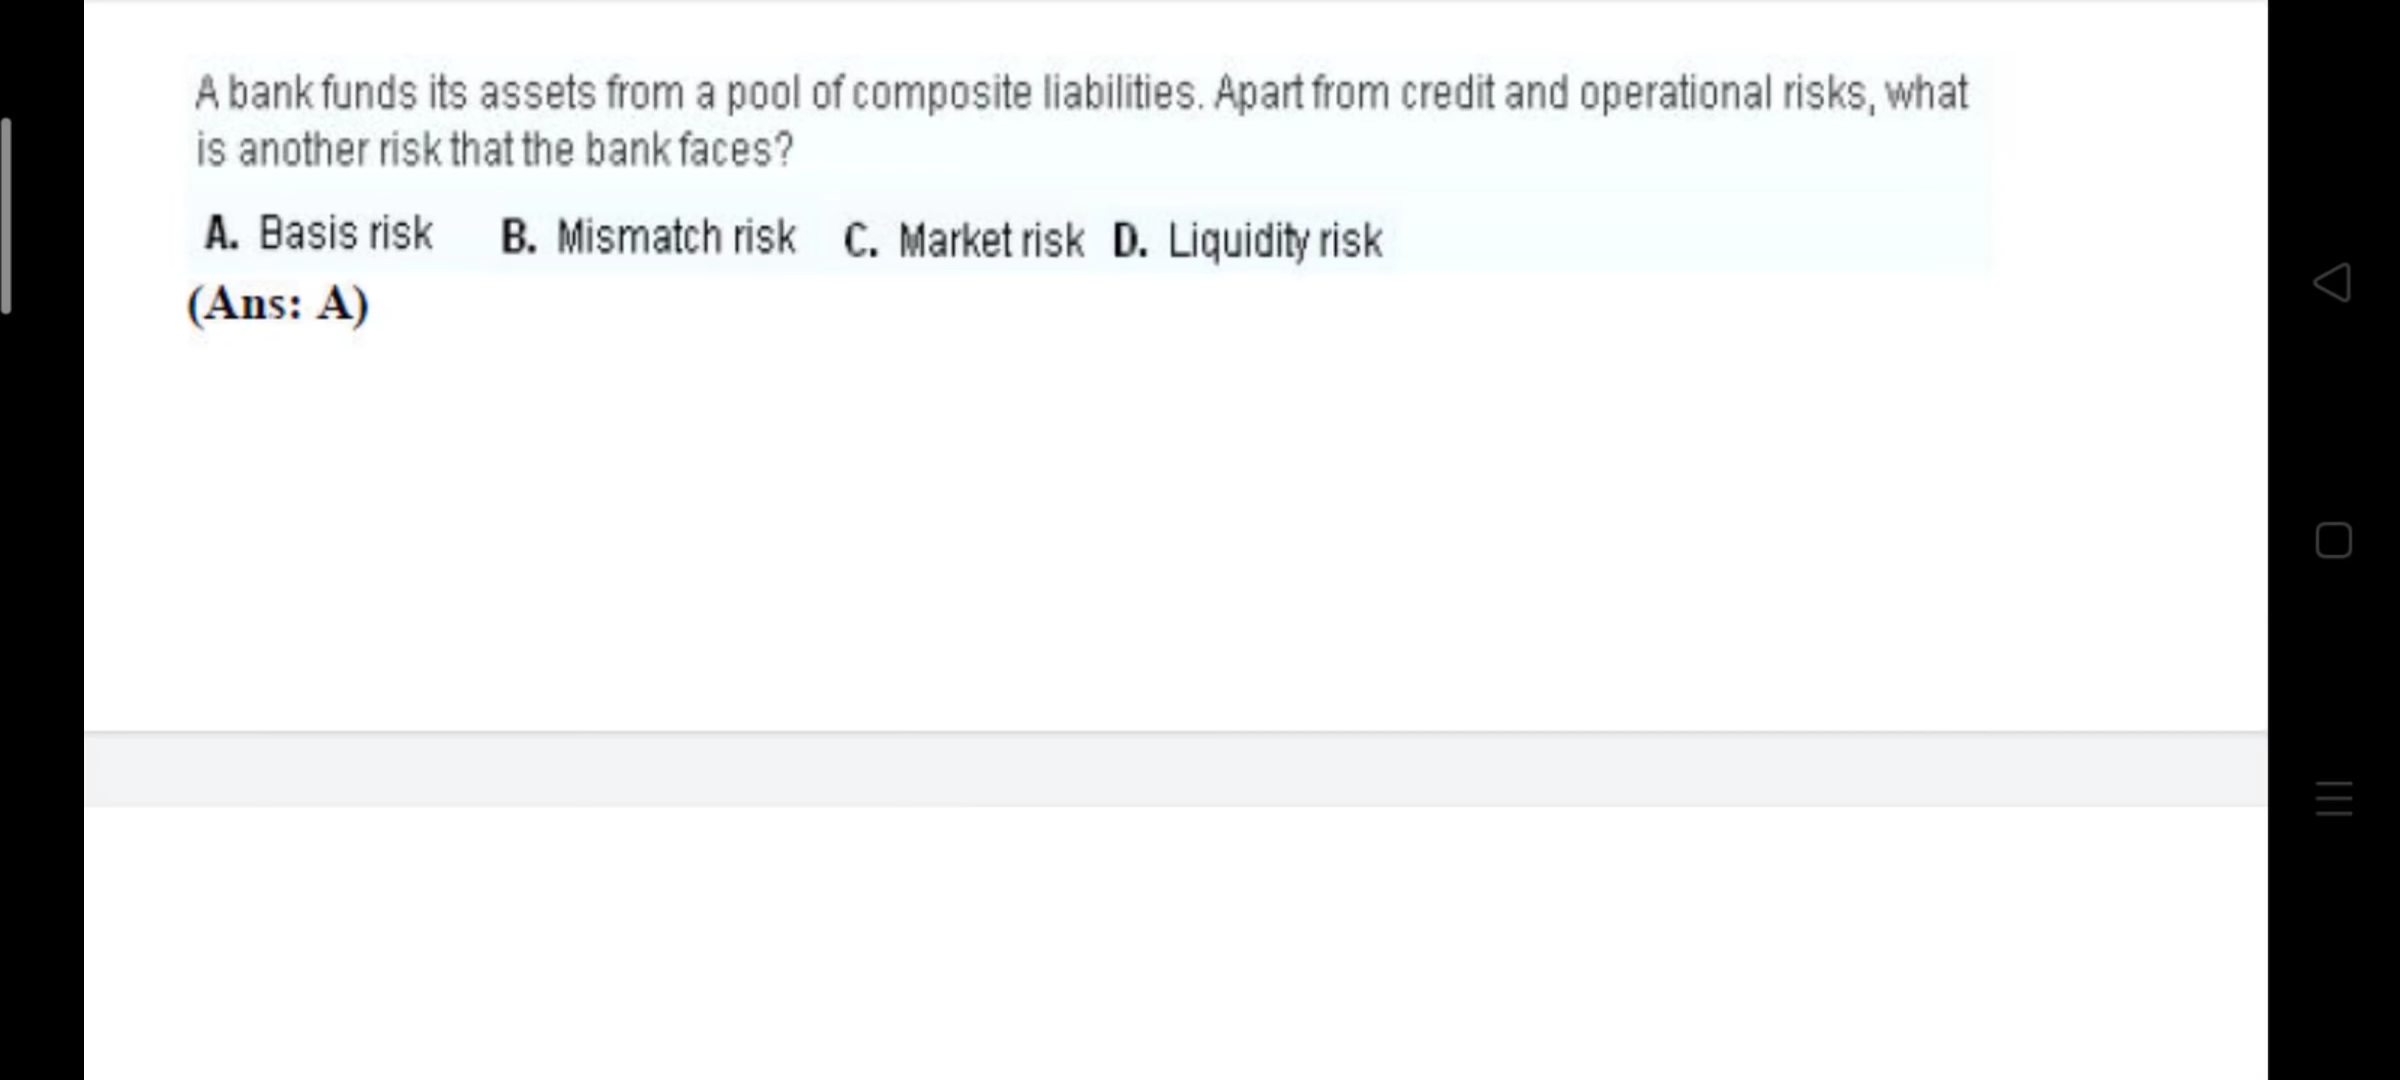 A bank funds its assets from a pool of composite liabilities. Apart from credit and operational risks, what
is another risk that the bank faces?
A. Basis risk B. Mismatch risk C. Market risk D. Liquidity risk
(Ans: A)